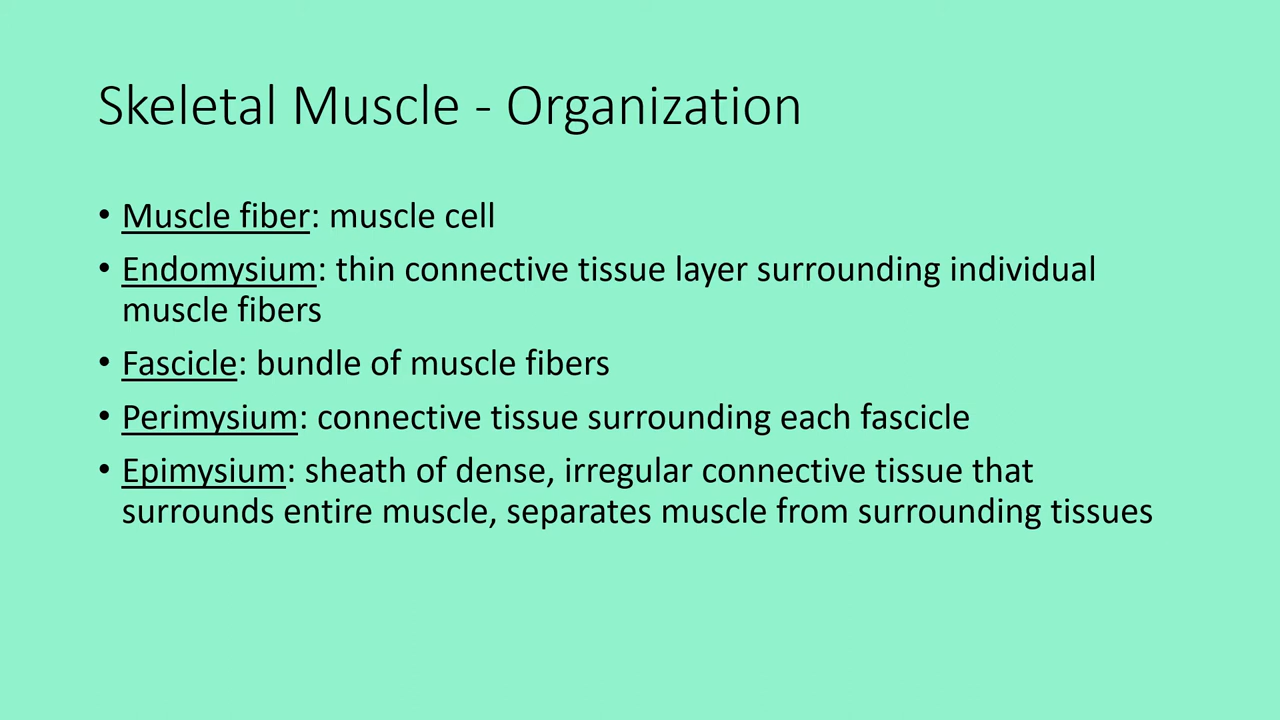 Skeletal Muscle - Organization
• Muscle fiber: muscle cell
• Endomysium: thin connective tissue layer surrounding individual
muscle fibers
• Fascicle: bundle of muscle fibers
• Perimysium: connective tissue surrounding each fascicle
• Epimysium: sheath of dense, irregular connective tissue that
surrounds entire muscle, separates muscle from surrounding tissues